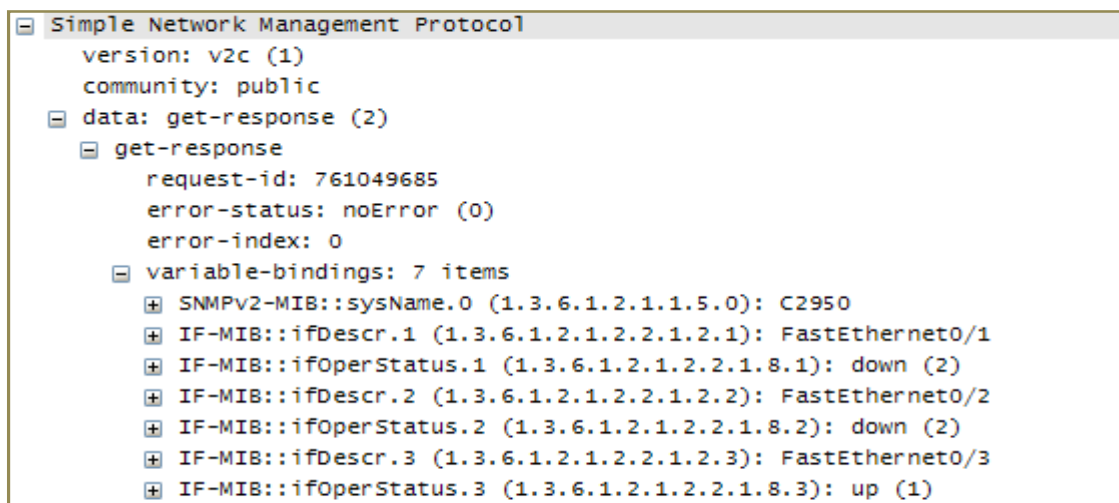 Simple Network Management Protocol
version: v2c (1)
community: public
data: get-response (2)
get-response
request-id: 761049685
error-status: noError (0)
error-index: 0
variable-bindings: 7 items
SNMPv2-MIB::sysName.0 (1.3.6.1.2.1.1.5.0): C2950
IF-MIB::ifDescr.1 (1.3.6.1.2.1.2.2.1.2.1): FastEthernet0/1
IF-MIB::ifOperStatus.1 (1.3.6.1.2.1.2.2.1.8.1): down (2)
IF-MIB::ifDescr.2 (1.3.6.1.2.1.2.2.1.2.2): FastEthernet0/2
IF-MIB::ifOperStatus.2 (1.3.6.1.2.1.2.2.1.8.2): down (2)
IF-MIB::ifDescr.3 (1.3.6.1.2.1.2.2.1.2.3): FastEthernet0/3
IF-MIB::ifOperStatus.3 (1.3.6.1.2.1.2.2.1.8.3): up (1)